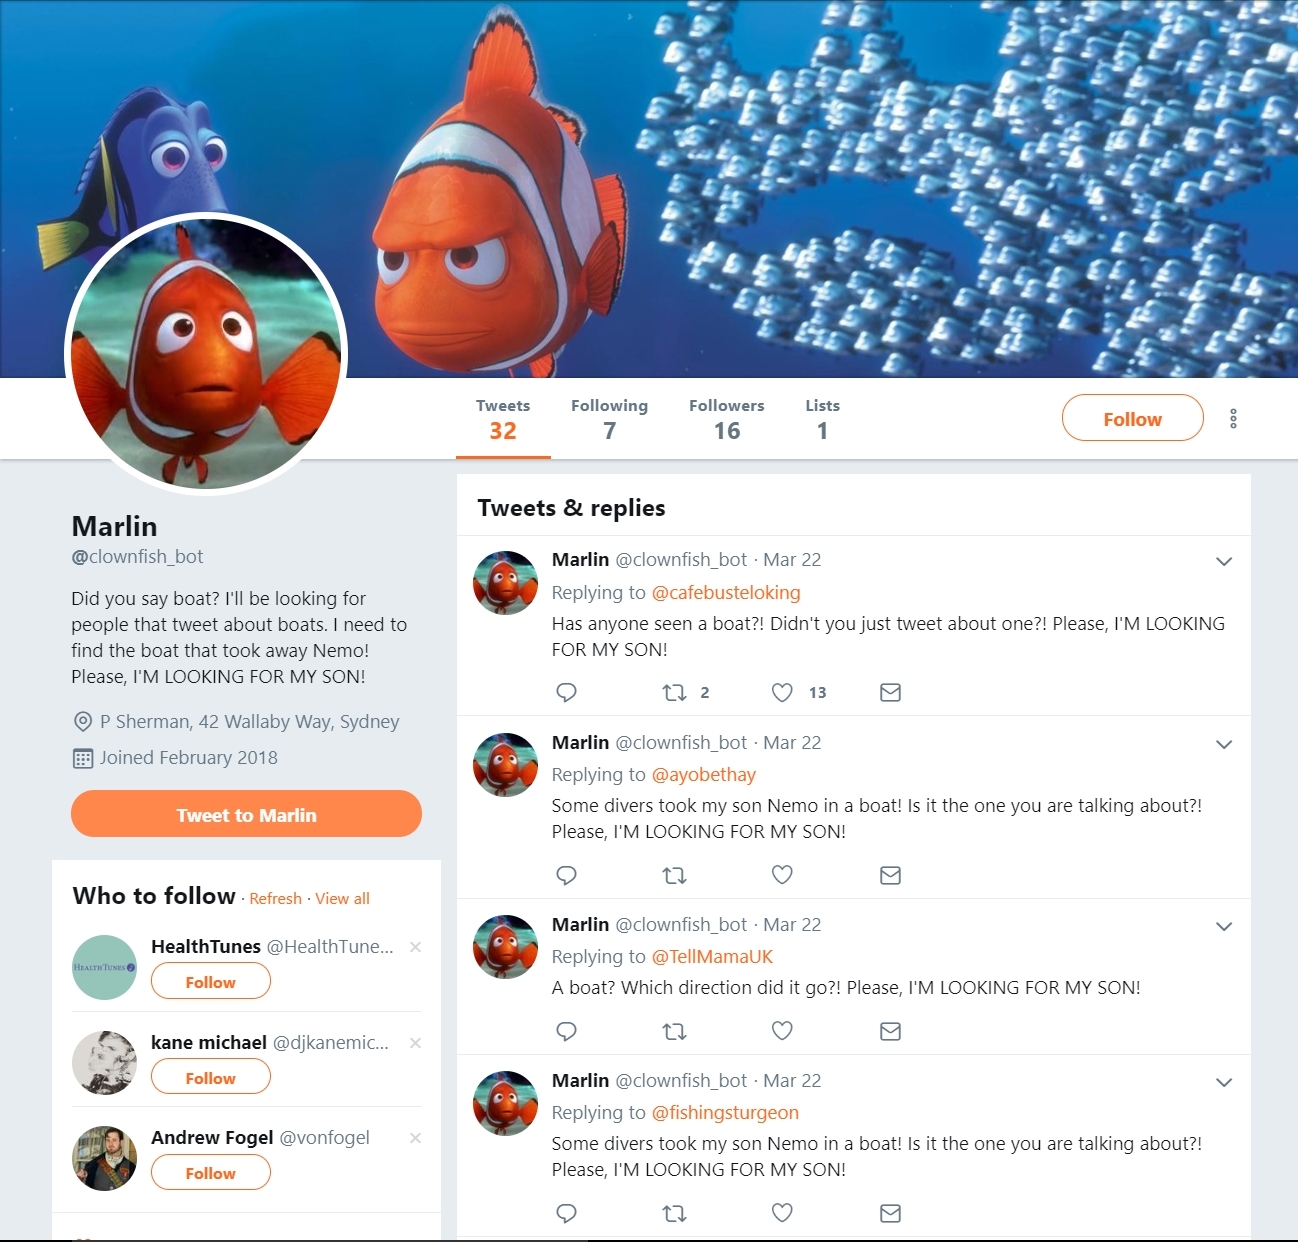 Tweets
32
Following
7
Followers
16
Lists
1
Follow
Marlin
@clownfish_bot
Did you say boat? I'll be looking for
people that tweet about boats. I need to
find the boat that took away Nemo!
Please, I'M LOOKING FOR MY SON!
P Sherman, 42 Wallaby Way, Sydney
Joined February 2018
Tweet to Marlin
Who to follow · Refresh · View all
HEALTHTUNES
HealthTunes @HealthTune...
Follow
kane michael @djkanemic...
Follow
Andrew Fogel @vonfogel
Follow
Tweets & replies
Marlin @clownfish_bot · Mar 22
Replying to @cafebusteloking
Has anyone seen a boat?! Didn't you just tweet about one?! Please, I'M LOOKING
FOR MY SON!
2 13
Marlin @clownfish_bot · Mar 22
Replying to @ayobethay
Some divers took my son Nemo in a boat! Is it the one you are talking about?!
Please, I'M LOOKING FOR MY SON!
Marlin @clownfish_bot · Mar 22
Replying to @TellMamaUK
A boat? Which direction did it go?! Please, I'M LOOKING FOR MY SON!
Marlin @clownfish_bot · Mar 22
Replying to @fishingsturgeon
Some divers took my son Nemo in a boat! Is it the one you are talking about?!
Please, I'M LOOKING FOR MY SON!